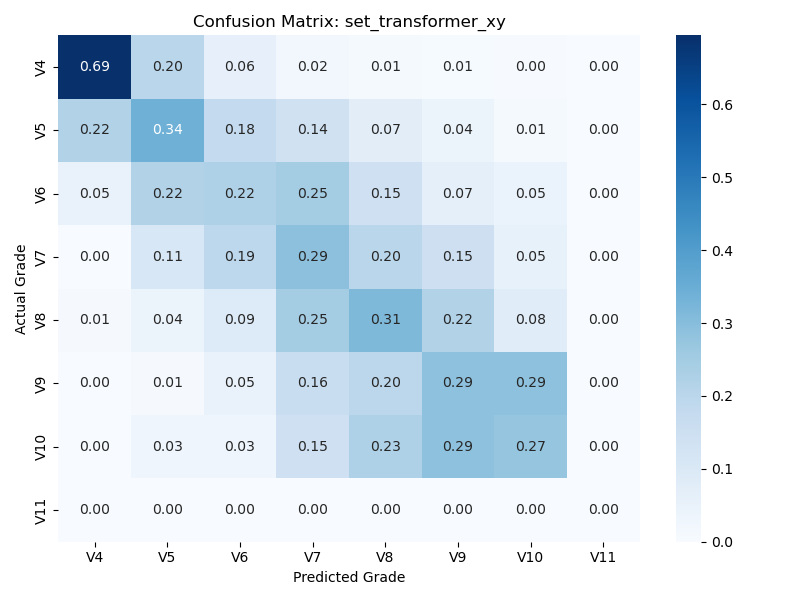 Confusion Matrix: set_transformer_xy
Actual Grade
V4 0.69 0.20 0.06 0.02 0.01 0.01 0.00 0.00
V5 0.22 0.34 0.18 0.14 0.07 0.04 0.01 0.00
V6 0.05 0.22 0.22 0.25 0.15 0.07 0.05 0.00
V7 0.00 0.11 0.19 0.29 0.20 0.15 0.05 0.00
V8 0.01 0.04 0.09 0.25 0.31 0.22 0.08 0.00
V9 0.00 0.01 0.05 0.16 0.20 0.29 0.29 0.00
V10 0.00 0.03 0.03 0.15 0.23 0.29 0.27 0.00
V11 0.00 0.00 0.00 0.00 0.00 0.00 0.00 0.00
V4 V5 V6 V7 V8 V9 V10 V11
Predicted Grade
0.6
0.5
0.4
0.3
0.2
0.1
0.0